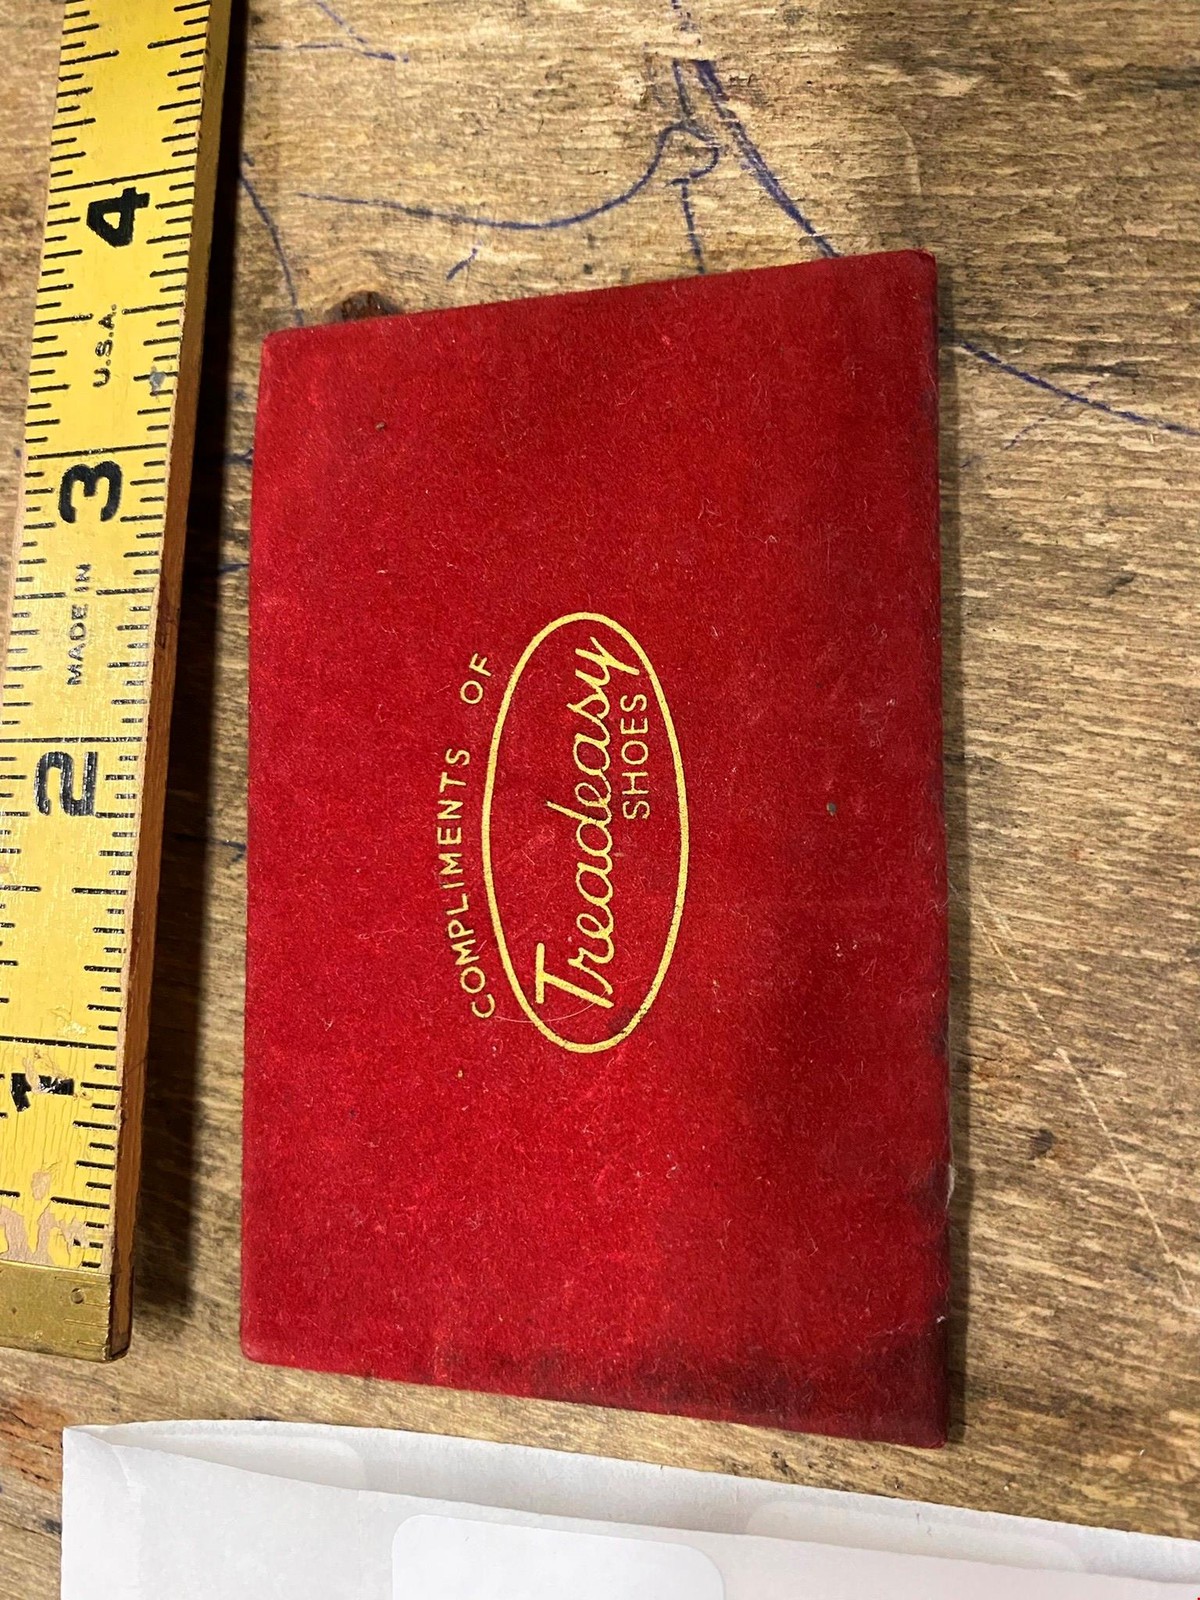 COMPLIMENTS OF
Treadeasy
SHOES
1
2
MADE IN
3
U.S.A.
4